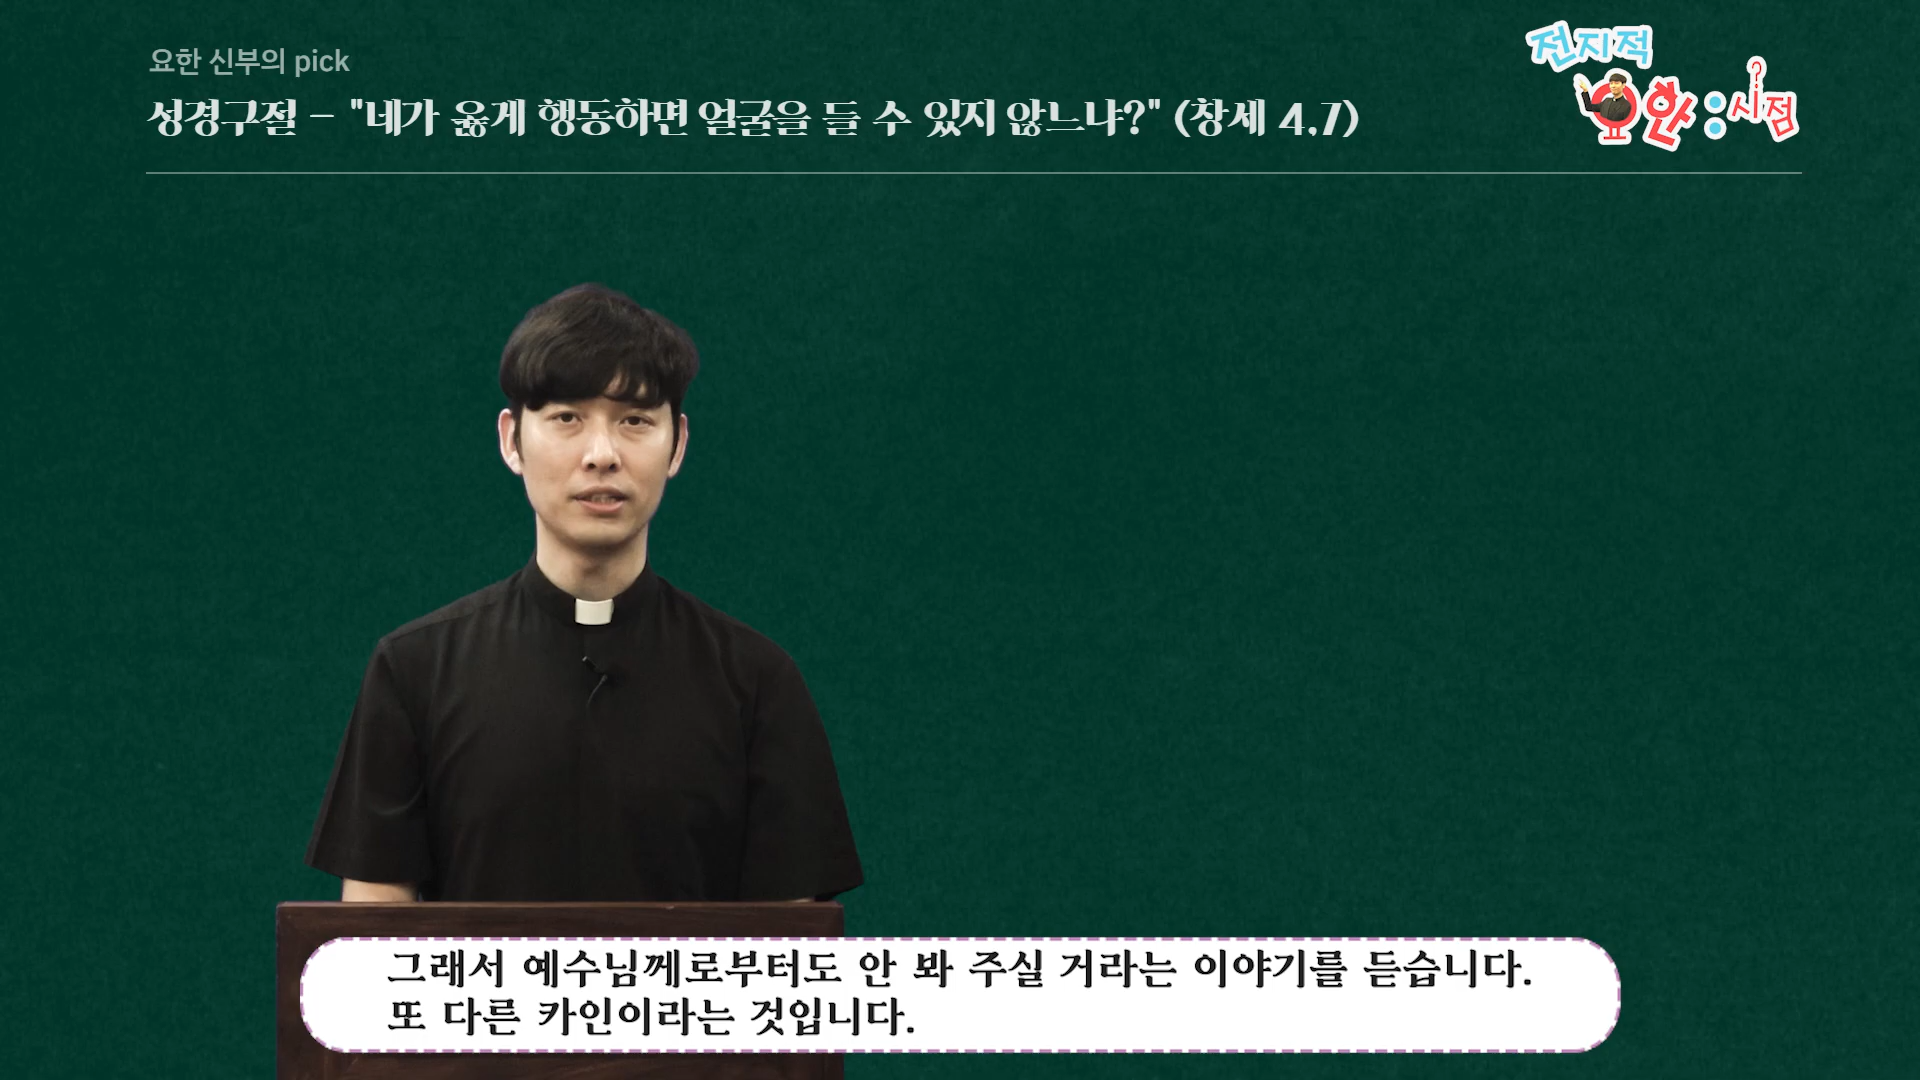 요한 신부의 pick
성경구절 - "네가 옳게 행동하면 얼굴을 들 수 있지 않느냐?" (창세 4,7)
전지적
요한 : 시점
그래서 예수님께로부터도 안 봐 주실 거라는 이야기를 듣습니다.
또 다른 카인이라는 것입니다.